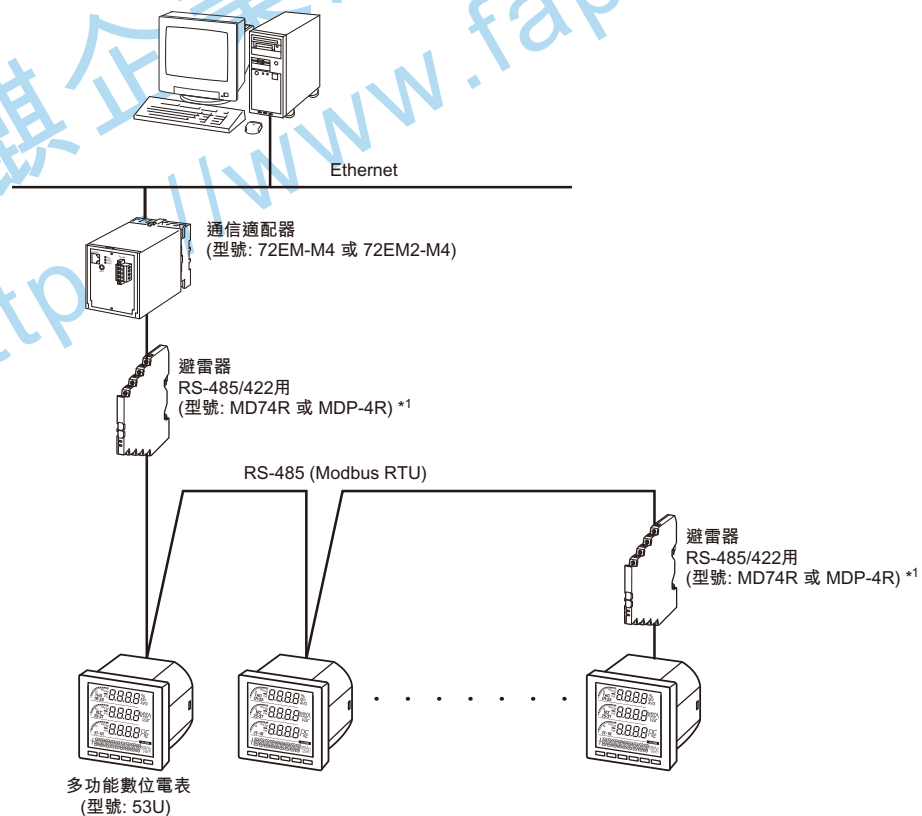 Ethernet
通信適配器
(型號: 72EM-M4 或 72EM2-M4)
避雷器
RS-485/422用
(型號: MD74R 或 MDP-4R) *1
RS-485 (Modbus RTU)
避雷器
RS-485/422用
(型號: MD74R 或 MDP-4R) *1
多功能數位電表
(型號: 53U)